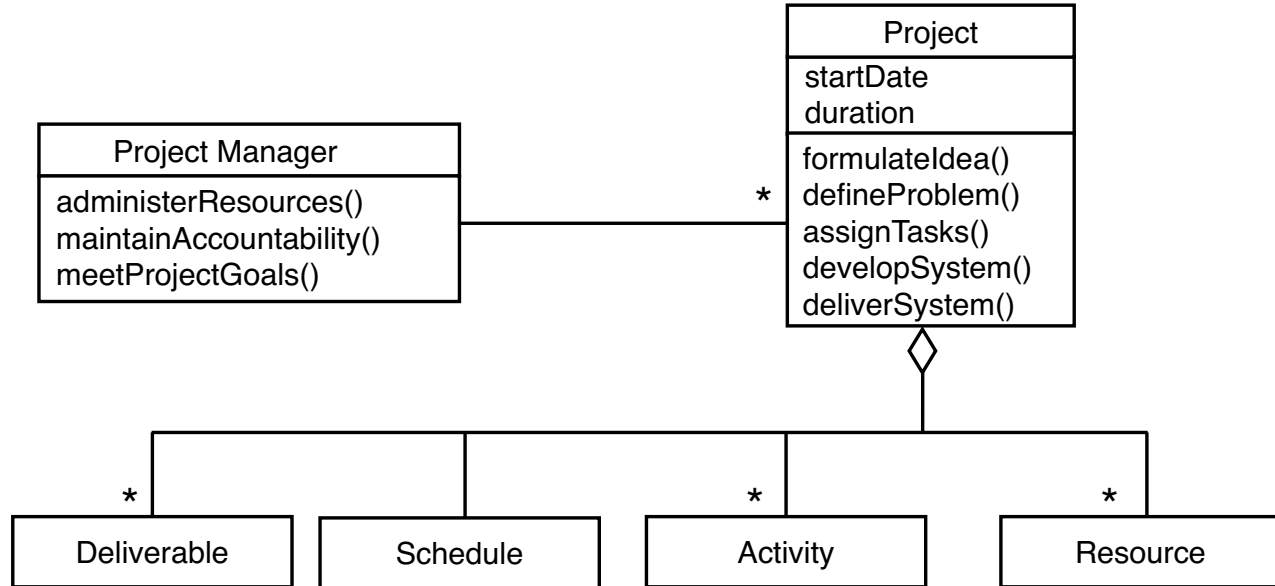 Project
startDate
duration
formulateIdea()
defineProblem()
assignTasks()
developSystem()
deliverSystem()
Project Manager
administerResources()
maintainAccountability()
meetProjectGoals()
*
*
*
*
Deliverable
Schedule
Activity
Resource